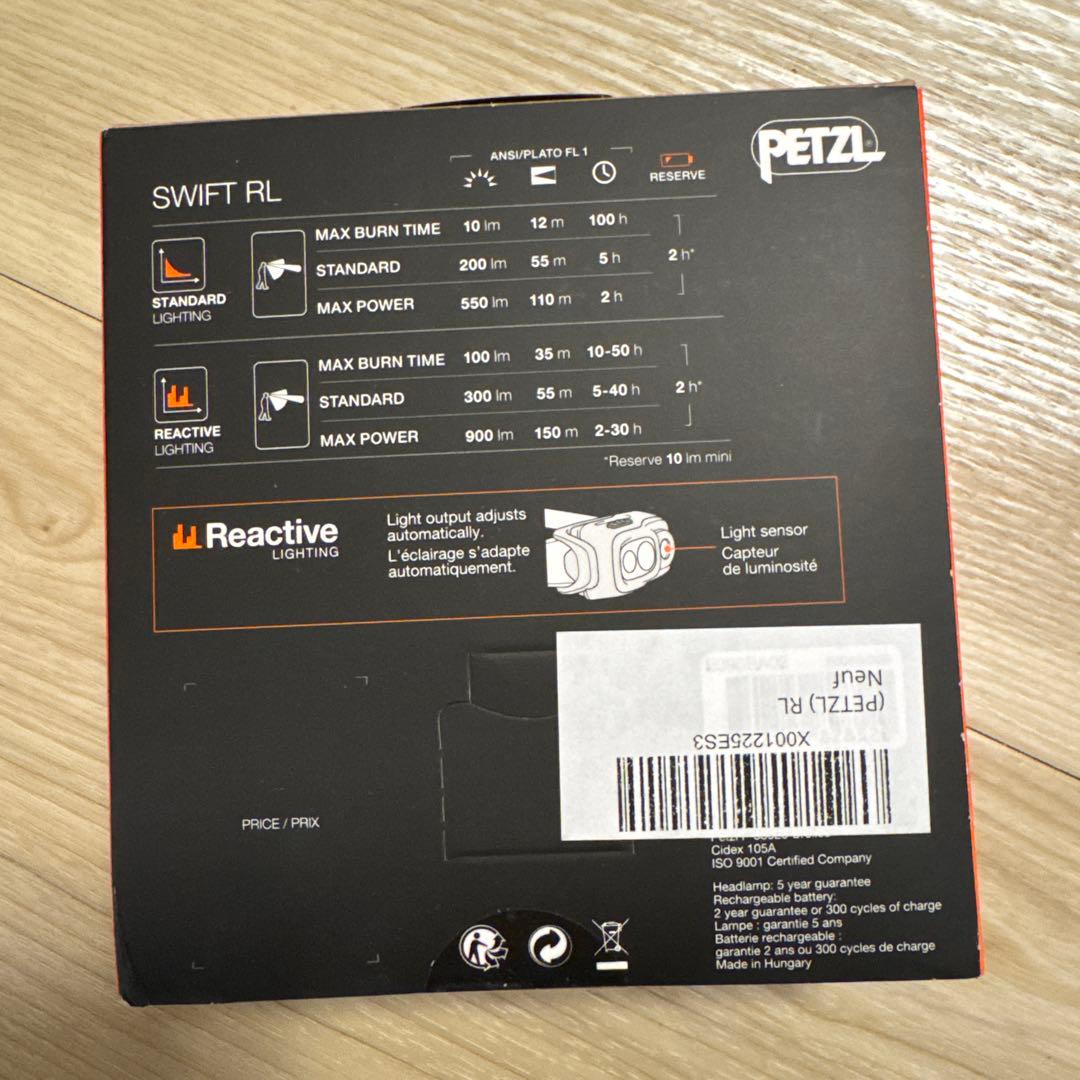 PETZL
SWIFT RL
ANSI/PLATO FL 1
RESERVE
MAX BURN TIME 10 lm 12 m 100 h
STANDARD 200 lm 55 m 5 h
2 h*
MAX POWER 550 lm 110 m 2 h
STANDARD
LIGHTING
MAX BURN TIME 100 lm 35 m 10-50 h
STANDARD 300 lm 55 m 5-40 h
2 h*
MAX POWER 900 lm 150 m 2-30 h
REACTIVE
LIGHTING
*Reserve 10 lm mini
Reactive
LIGHTING
Light output adjusts
automatically.
L'éclairage s'adapte
automatiquement.
Light sensor
Capteur
de luminosité
X001225ES3
(PETZL) RL
Neuf
PRICE / PRIX
Cidex 105A
ISO 9001 Certified Company
Headlamp: 5 year guarantee
Rechargeable battery:
2 year guarantee or 300 cycles of charge
Lampe : garantie 5 ans
Batterie rechargeable :
garantie 2 ans ou 300 cycles de charge
Made in Hungary